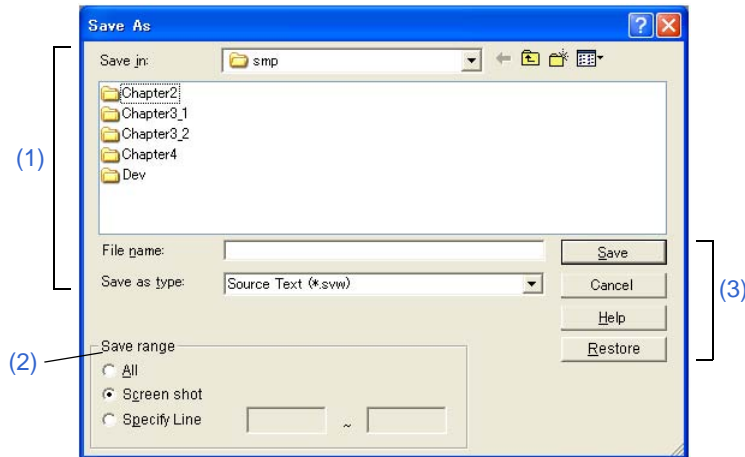 Save As
Save in:
smp
Chapter2
Chapter3_1
Chapter3_2
Chapter4
Dev
(1)
File name:
Save
Save as type:
Source Text (*.svw)
Cancel
(3)
Help
Save range
Restore
(2)
All
Screen shot
Specify Line
~